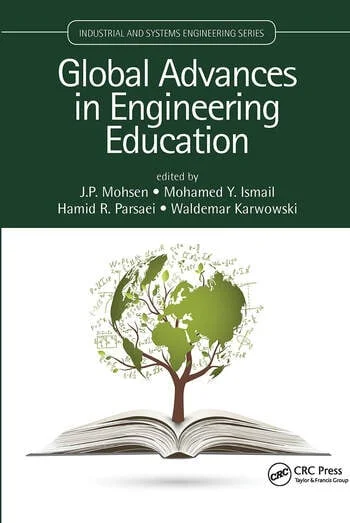 INDUSTRIAL AND SYSTEMS ENGINEERING SERIES
Global Advances
in Engineering
Education
edited by
J.P. Mohsen • Mohamed Y. Ismail
Hamid R. Parsaei • Waldemar Karwowski
CRC
CRC Press
Taylor & Francis Group